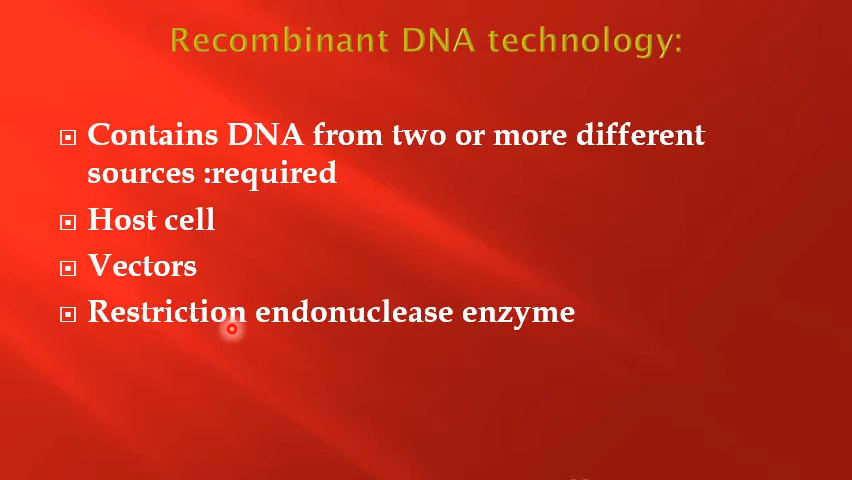 Recombinant DNA technology:
Contains DNA from two or more different
sources :required
Host cell
Vectors
Restriction endonuclease enzyme